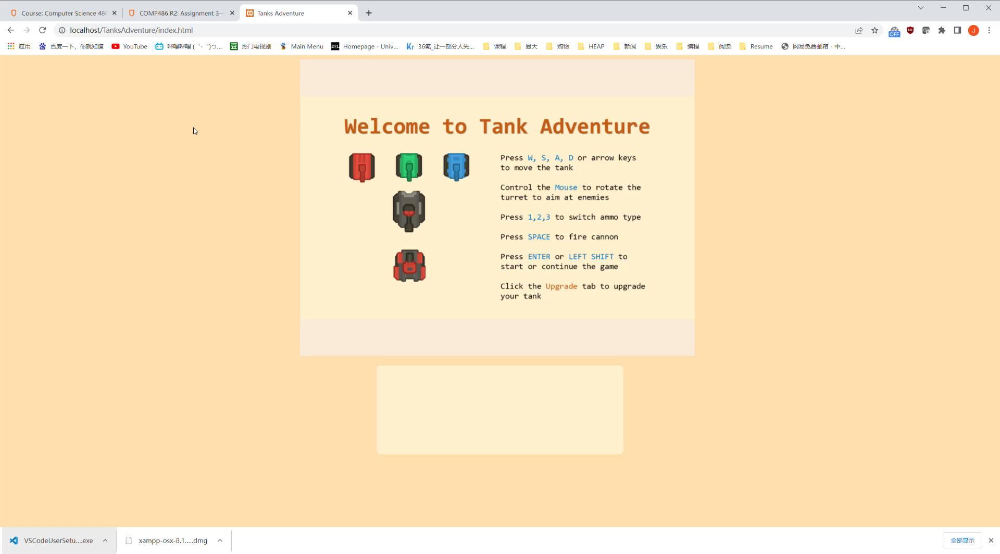 Course: Computer Science 486
COMP486 R2: Assignment 3—
Tanks Adventure
localhost/TanksAdventure/index.html
OFF
J
应用
百度一下，你就知道
YouTube
哔哩哔哩 ( ゜- ゜)つ...
热门电视剧
Main Menu
Homepage - Univ...
36氪_让一部分人先...
课程
曼大
购物
HEAP
新闻
娱乐
编程
阅读
Resume
网易免费邮箱 - 中...
Welcome to Tank Adventure
Press W, S, A, D or arrow keys
to move the tank
Control the Mouse to rotate the
turret to aim at enemies
Press 1,2,3 to switch ammo type
Press SPACE to fire cannon
Press ENTER or LEFT SHIFT to
start or continue the game
Click the Upgrade tab to upgrade
your tank
VSCodeUserSetu....exe
xampp-osx-8.1.....dmg
全部显示